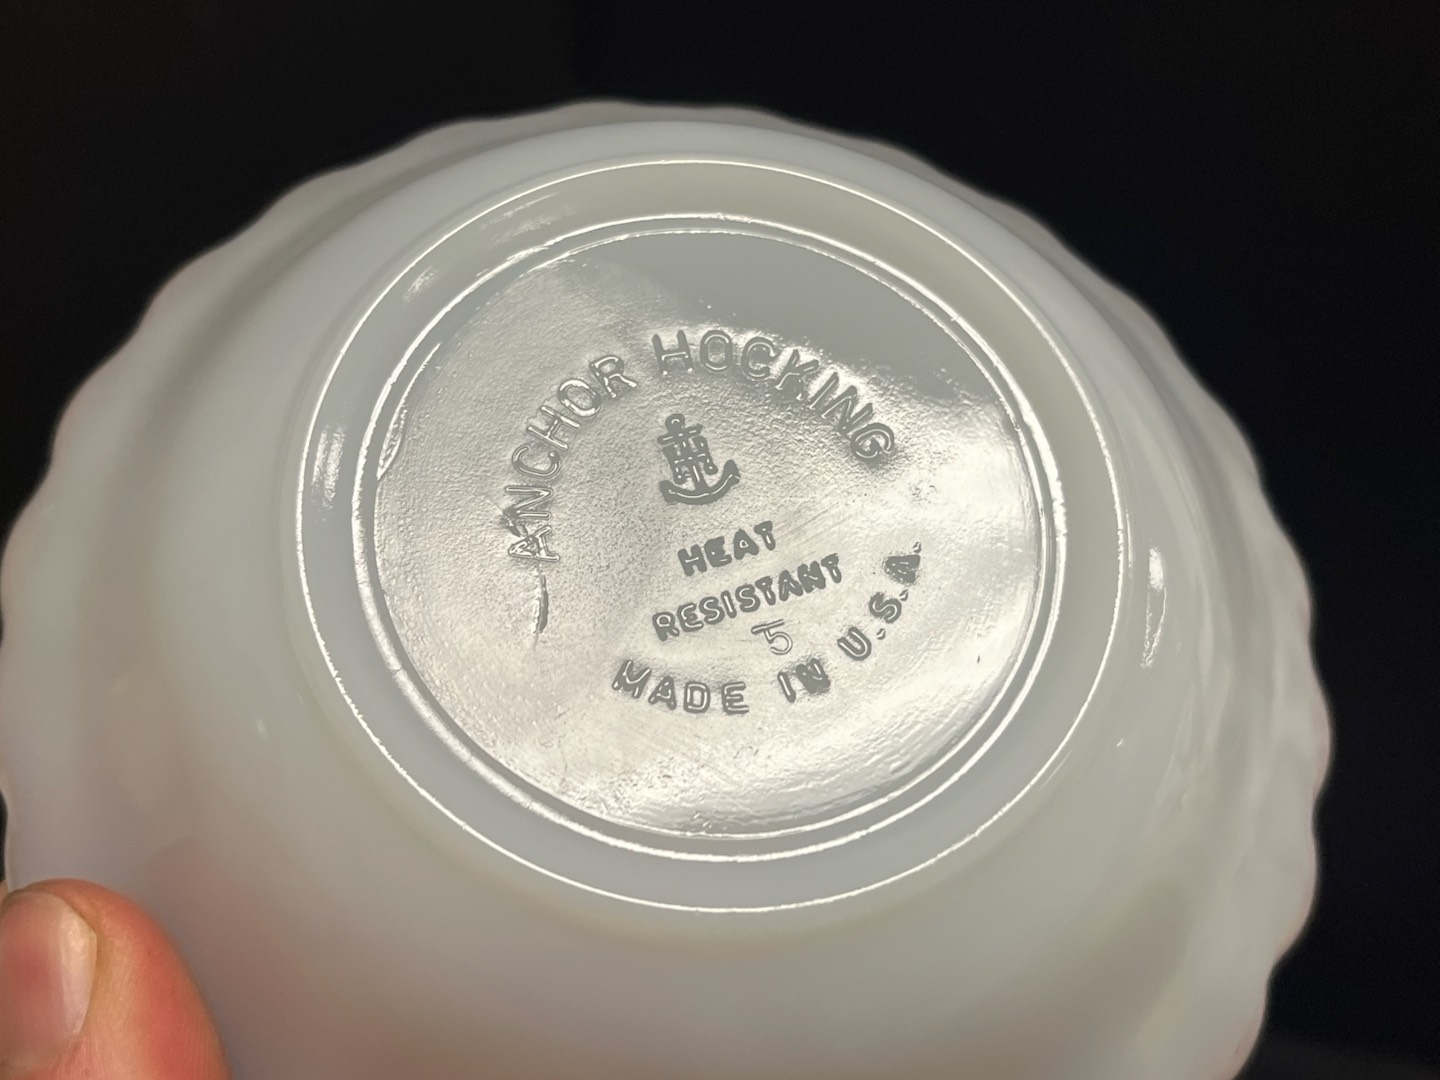 ANCHOR HOCKING
HEAT
RESISTANT
5
MADE IN U.S.A.